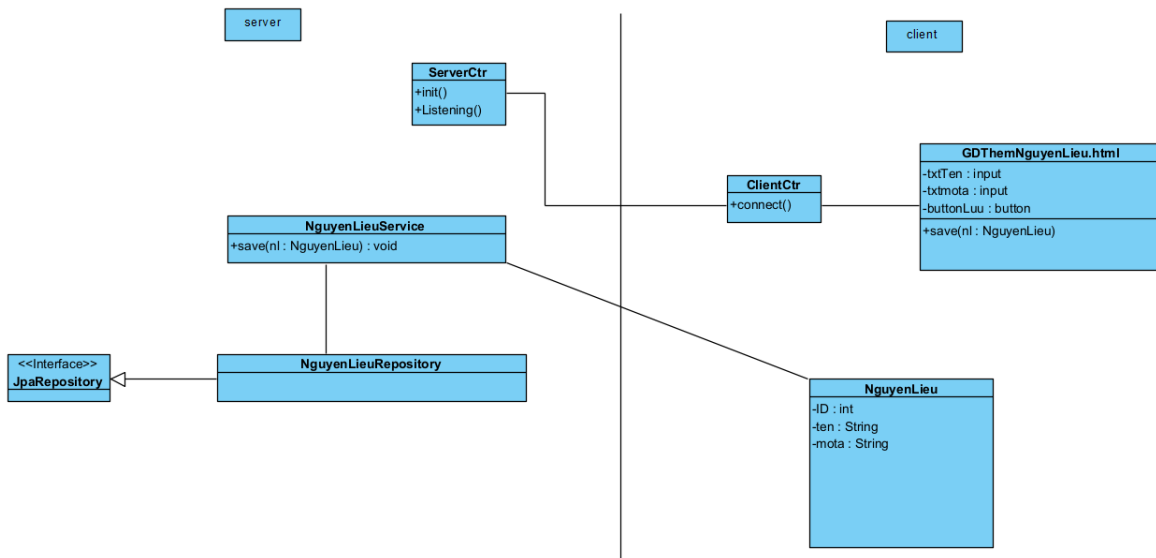 server
client
ServerCtr
+init()
+Listening()
GDThemNguyenLieu.html
-txtTen : input
-txtmota : input
-buttonLuu : button
+save(nl : NguyenLieu)
ClientCtr
+connect()
NguyenLieuService
+save(nl : NguyenLieu) : void
<<Interface>>
JpaRepository
NguyenLieuRepository
NguyenLieu
-ID : int
-ten : String
-mota : String